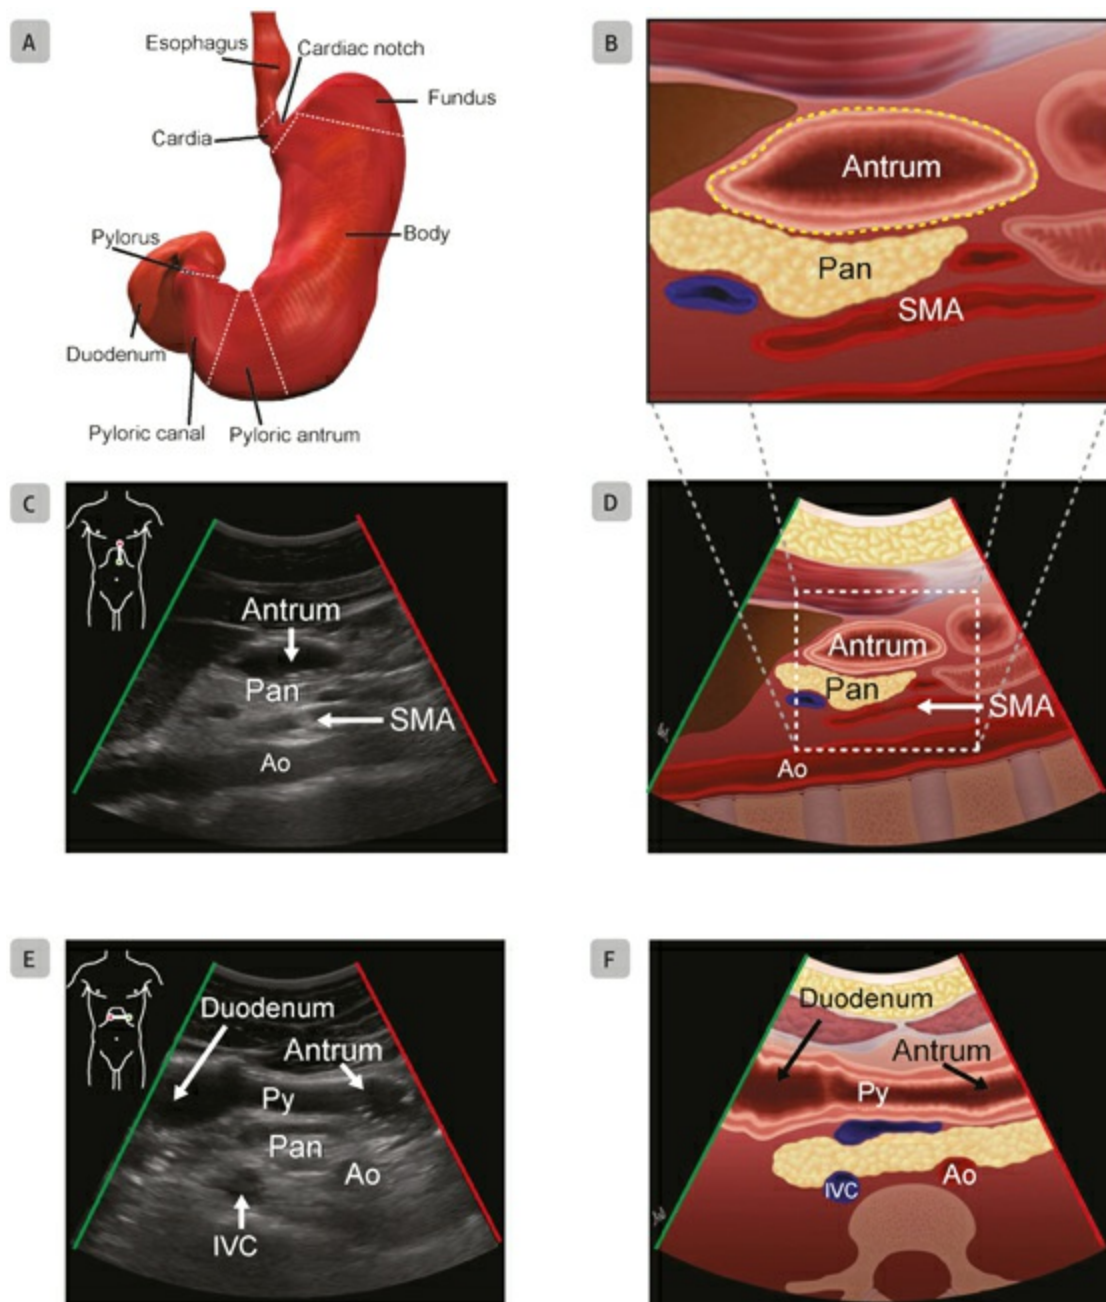 A
Esophagus
Cardiac notch
Fundus
Cardia
Pylorus
Body
Duodenum
Pyloric canal
Pyloric antrum
B
Antrum
Pan
SMA
C
Antrum
Pan
SMA
Ao
D
Antrum
Pan
SMA
Ao
E
Duodenum
Antrum
Py
Pan
Ao
IVC
F
Duodenum
Antrum
Py
Ao
IVC